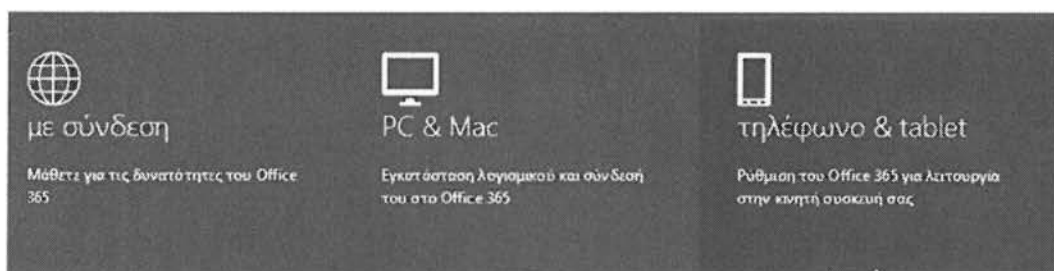 με σύνδεση
Μάθετε για τις δυνατότητες του Office
365
PC & Mac
Εγκατάσταση λογισμικού και σύνδεσή
του στο Office 365
τηλέφωνο & tablet
Ρύθμιση του Office 365 για λειτουργία
στην κινητή συσκευή σας